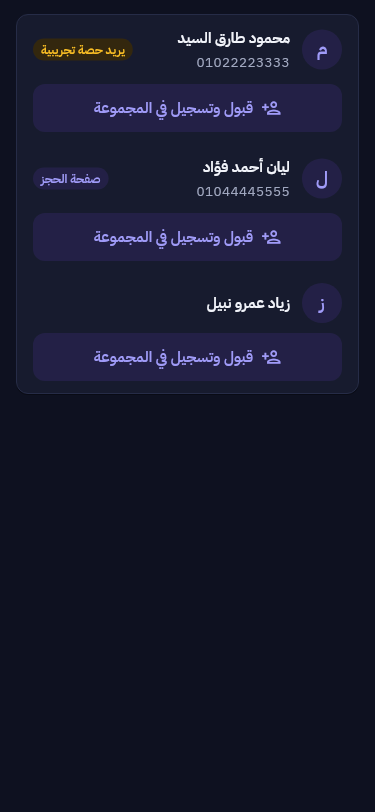 م
محمود طارق السيد
يريد حصة تجريبية
01022223333
قبول وتسجيل في المجموعة
ل
ليان أحمد فؤاد
صفحة الحجز
01044445555
قبول وتسجيل في المجموعة
ز
زياد عمرو نبيل
قبول وتسجيل في المجموعة